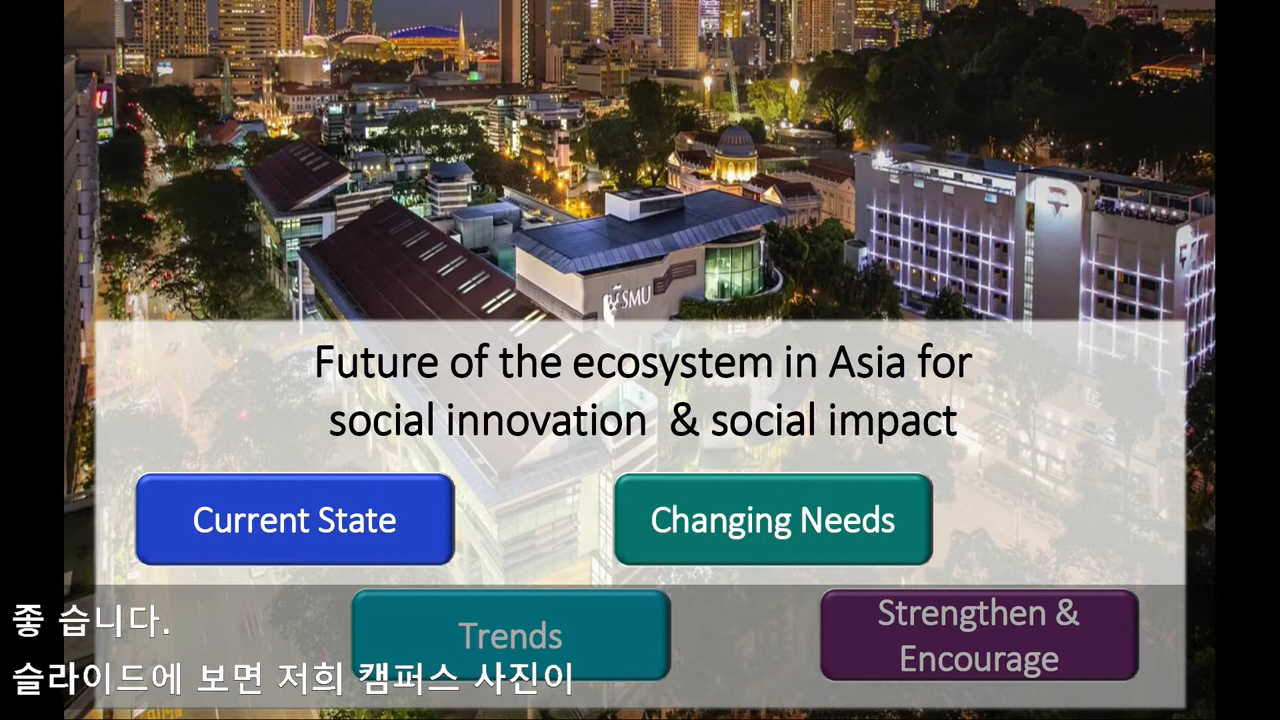 SMU
Future of the ecosystem in Asia for
social innovation & social impact
Current State
Changing Needs
Trends
Strengthen &
Encourage
좋 습니다.
슬라이드에 보면 저희 캠퍼스 사진이